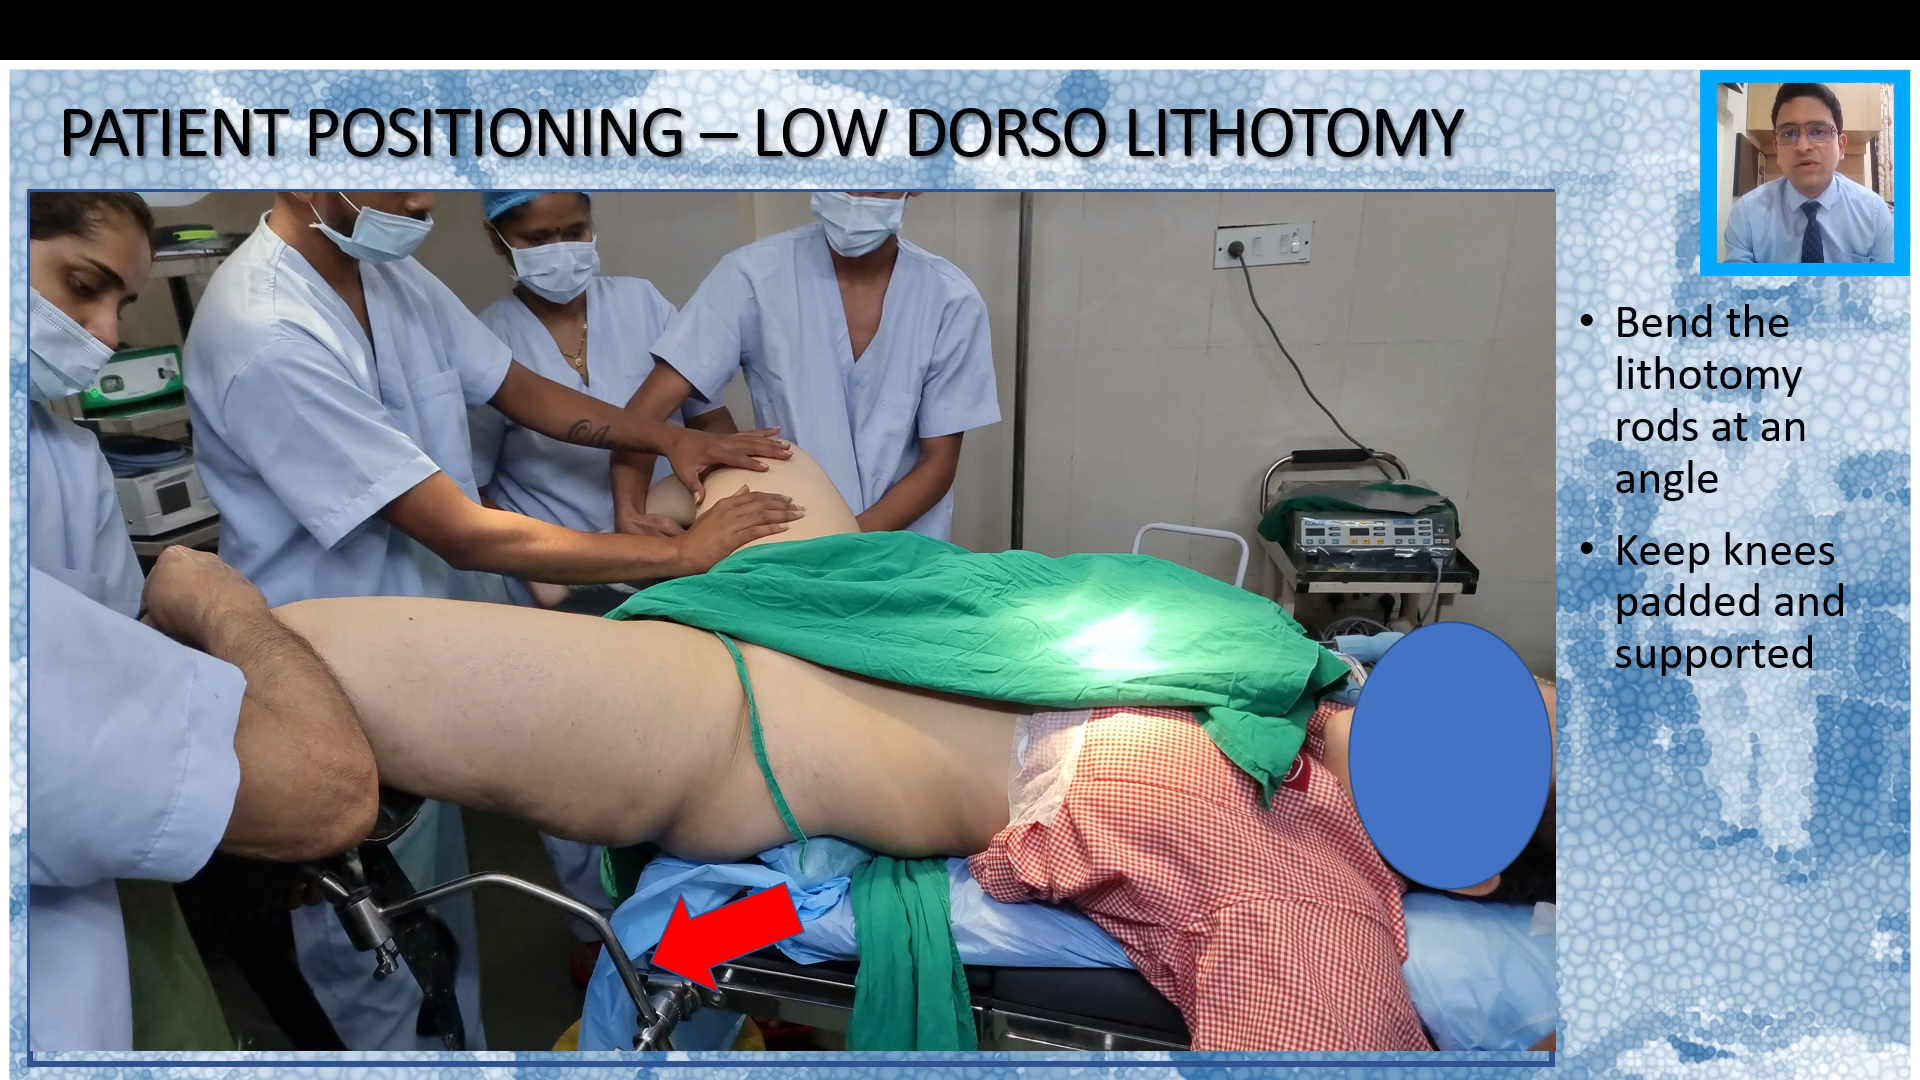 PATIENT POSITIONING – LOW DORSO LITHOTOMY
• Bend the
lithotomy
rods at an
angle
• Keep knees
padded and
supported